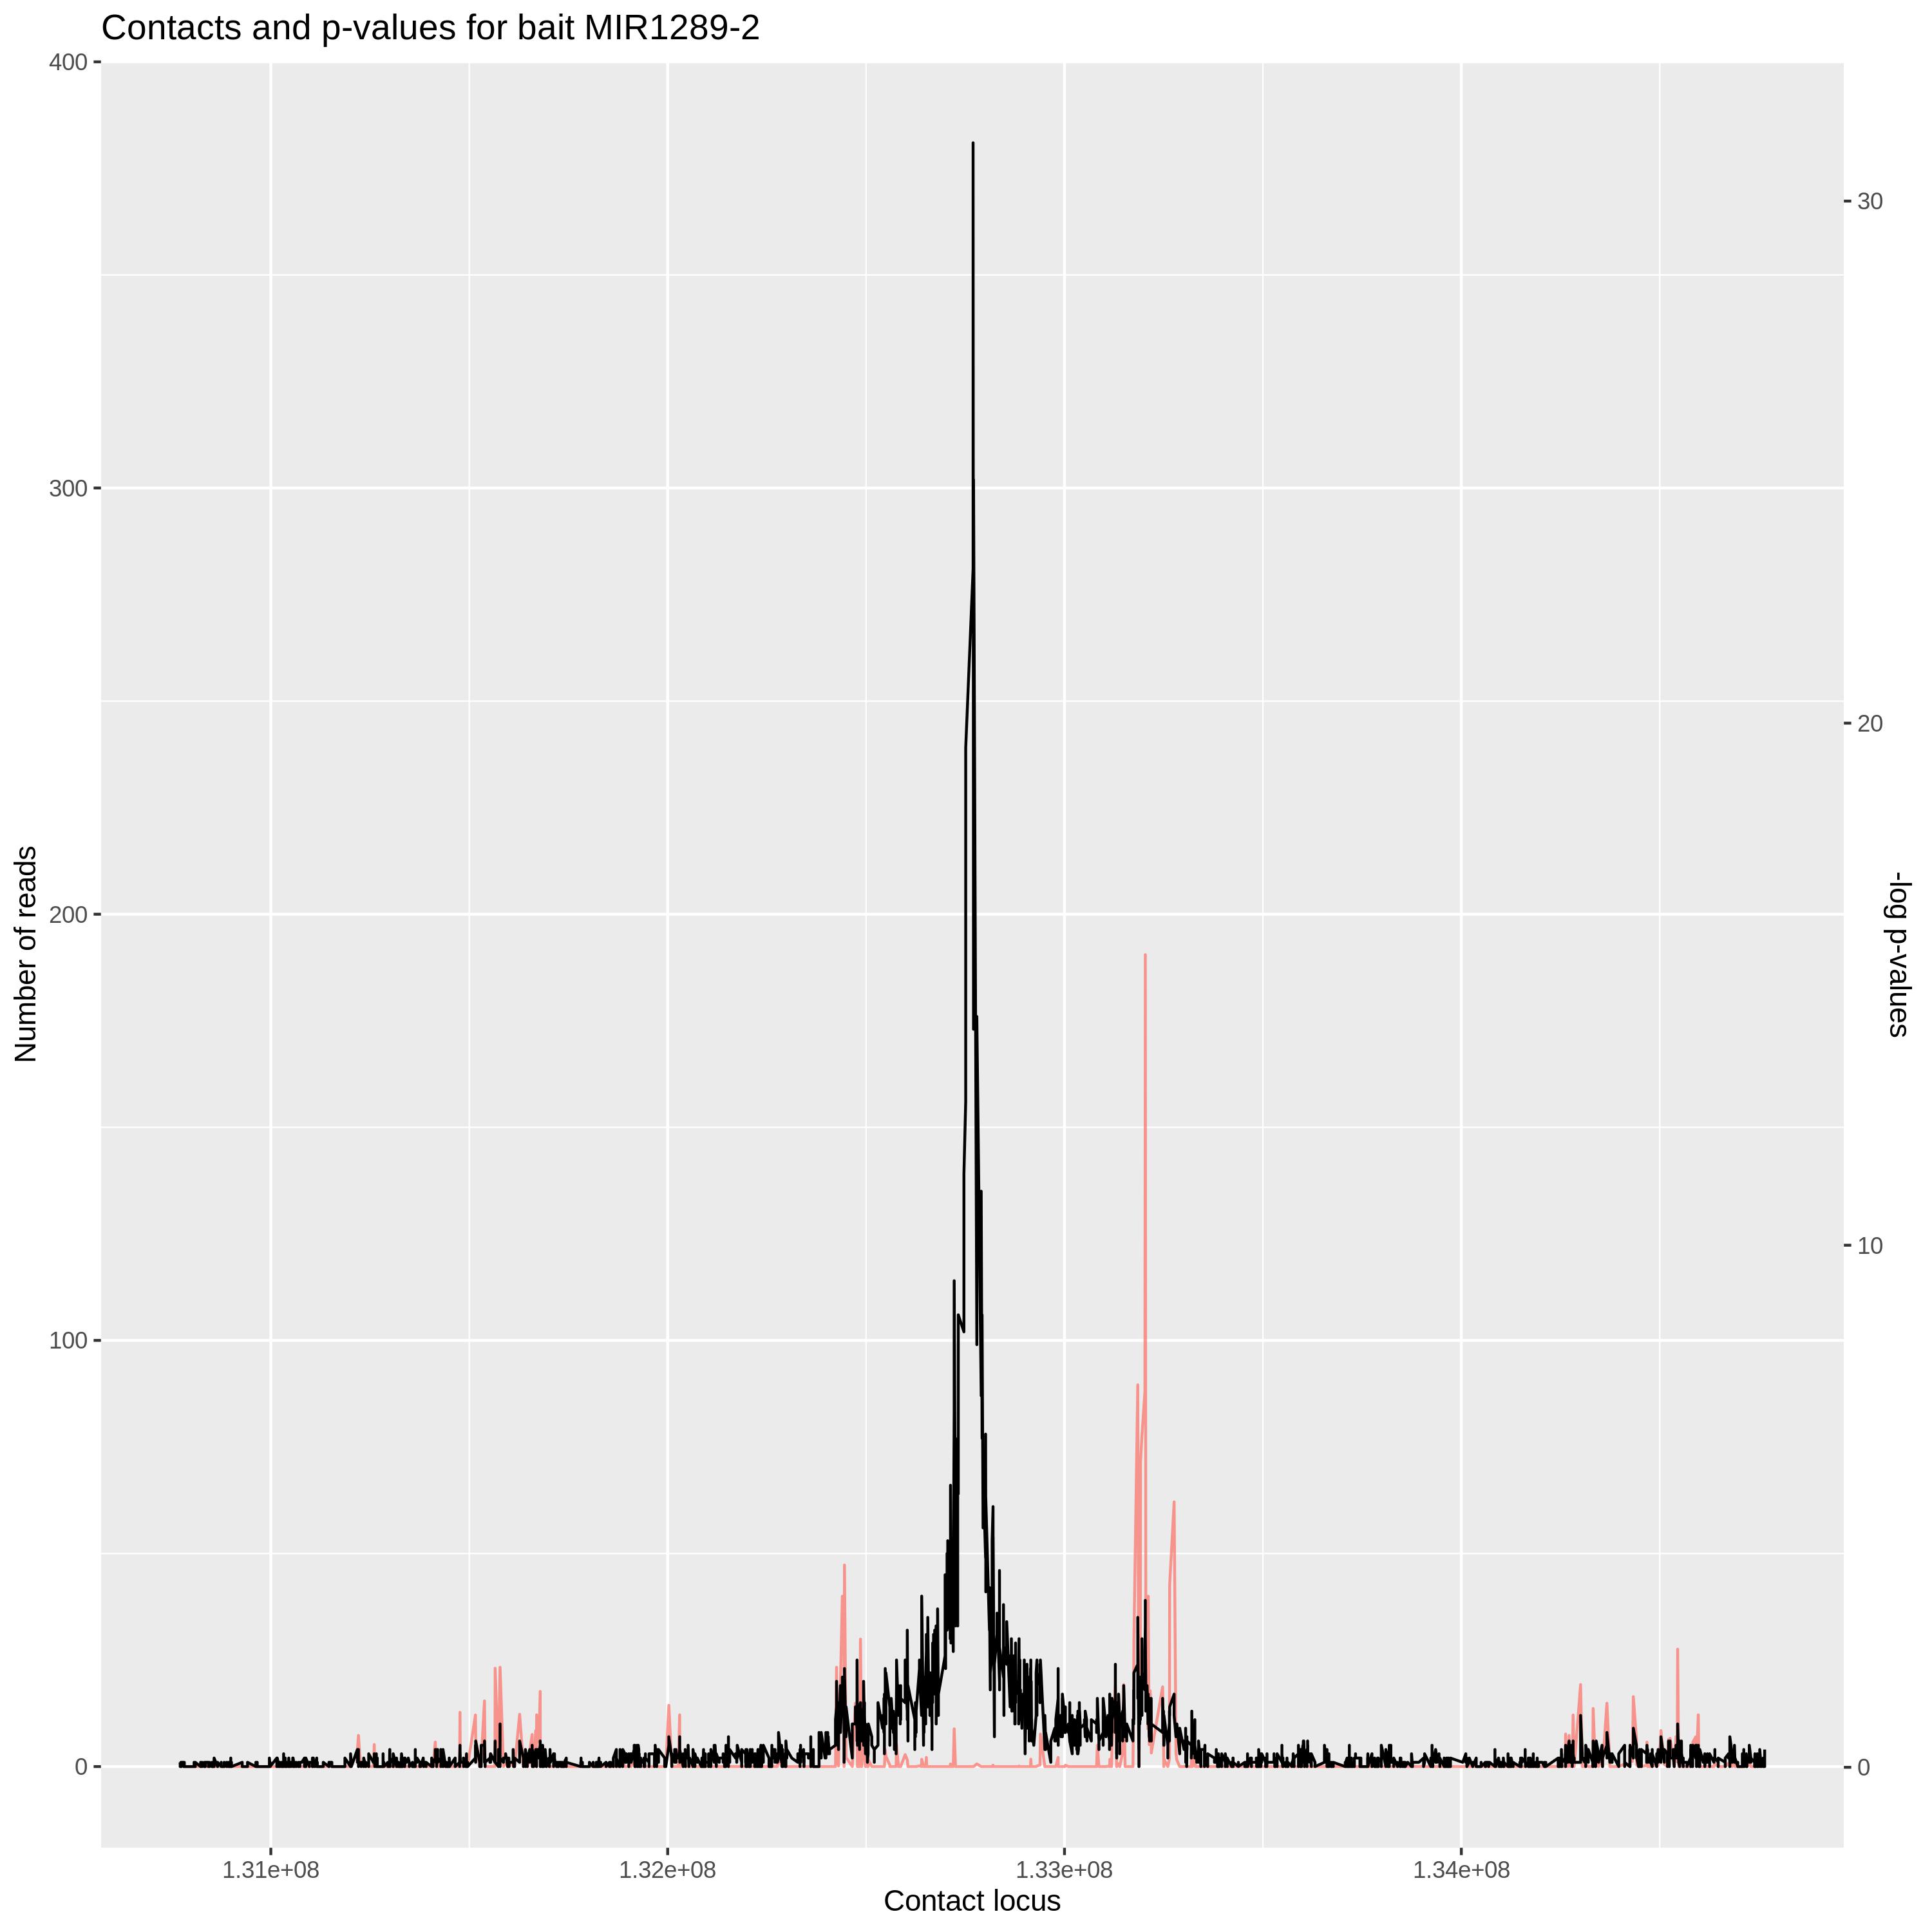 Contacts and p-values for bait MIR1289-2
400
300
200
100
0
Number of reads
30
20
10
0
-log p-values
1.31e+08
1.32e+08
1.33e+08
1.34e+08
Contact locus